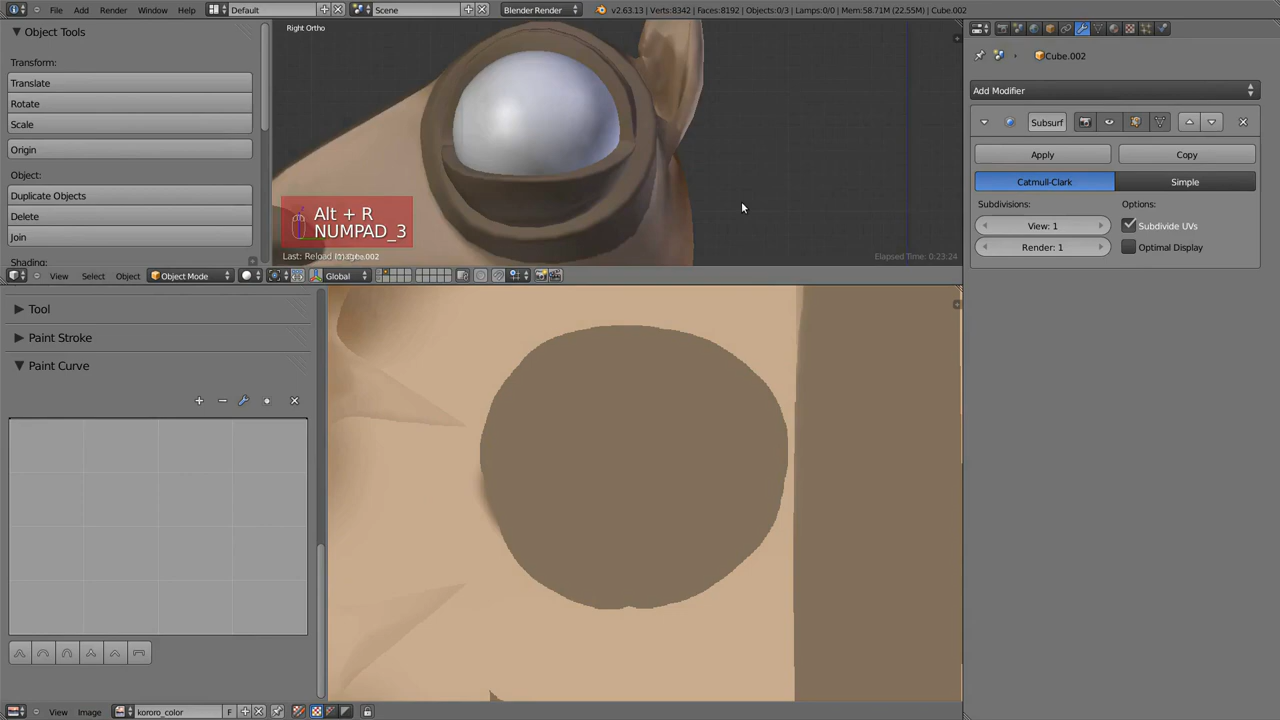 File Add Render Window Help Default Scene Blender Render v2.63.13 | Verts:8342 | Faces:8192 | Objects:0/3 | Lamps:0/0 | Mem:58.71M (22.55M) | Cube.002
Object Tools
Transform:
Translate
Rotate
Scale
Origin
Object:
Duplicate Objects
Delete
Join
Shading:
Right Ortho
Alt + R
NUMPAD_3
Last: Reload Image
Elapsed Time: 0:23:24
View Select Object Object Mode Global
Cube.002
Add Modifier
Subsurf
Apply Copy
Catmull-Clark Simple
Subdivisions: Options:
View: 1 Subdivide UVs
Render: 1 Optimal Display
Tool
Paint Stroke
Paint Curve
View Image kororo_color F